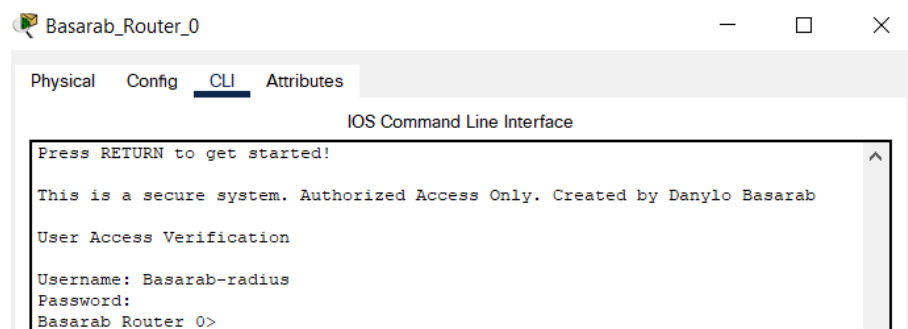 Basarab_Router_0
Physical Config CLI Attributes
IOS Command Line Interface
Press RETURN to get started!
This is a secure system. Authorized Access Only. Created by Danylo Basarab
User Access Verification
Username: Basarab-radius
Password:
Basarab_Router_0>